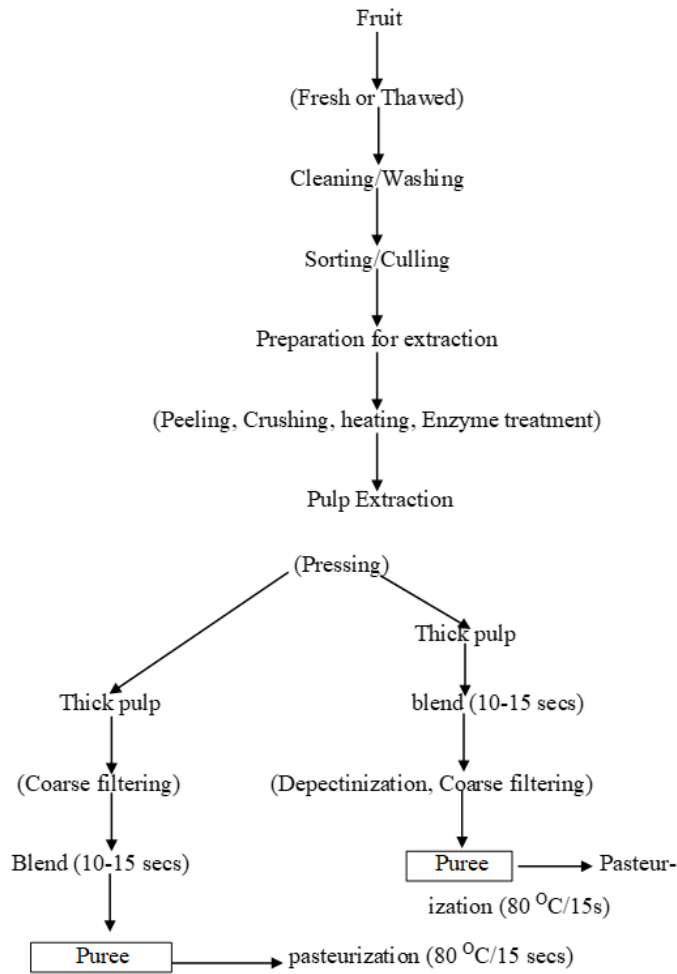 Fruit
(Fresh or Thawed)
Cleaning/Washing
Sorting/Culling
Preparation for extraction
(Peeling, Crushing, heating, Enzyme treatment)
Pulp Extraction
(Pressing)
Thick pulp
Thick pulp
blend (10-15 secs)
(Coarse filtering)
(Depectinization, Coarse filtering)
Blend (10-15 secs)
Puree
Pasteur-
ization (80 ᴼC/15s)
Puree
pasteurization (80 ᴼC/15 secs)